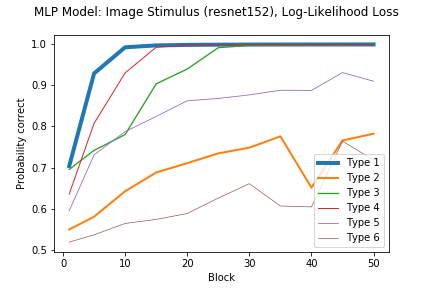 MLP Model: Image Stimulus (resnet152), Log-Likelihood Loss
1.0
0.9
0.8
0.7
0.6
0.5
Probability correct
0
10
20
30
40
50
Block
Type 1
Type 2
Type 3
Type 4
Type 5
Type 6